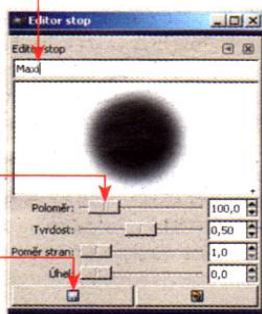 Editor stop
Editor stop
Maxi
Poloměr: 100,0
Tvrdost: 0,50
Poměr stran: 1,0
Úhel: 0,0